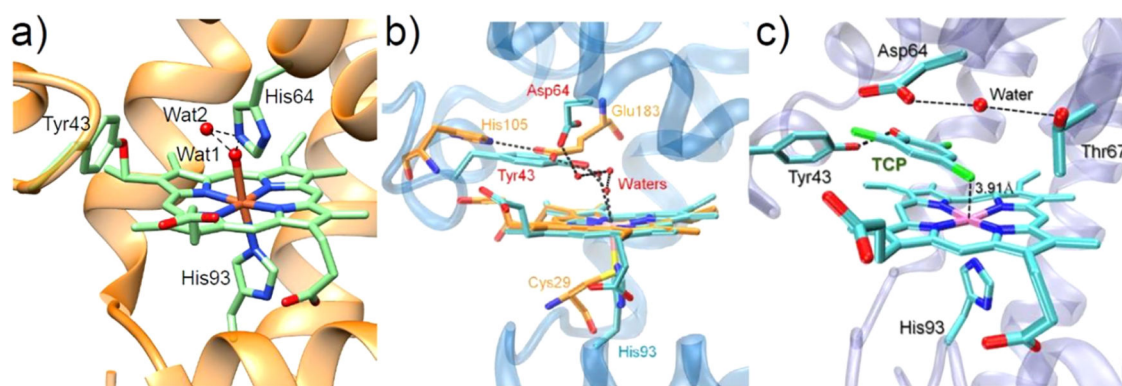 a)
His64
Wat2
Tyr43
Wat1
His93
b)
Asp64
Glu183
His105
Tyr43
Waters
Cys29
His93
c)
Asp64
Water
Tyr43
TCP
Thr67
3.91Å
His93